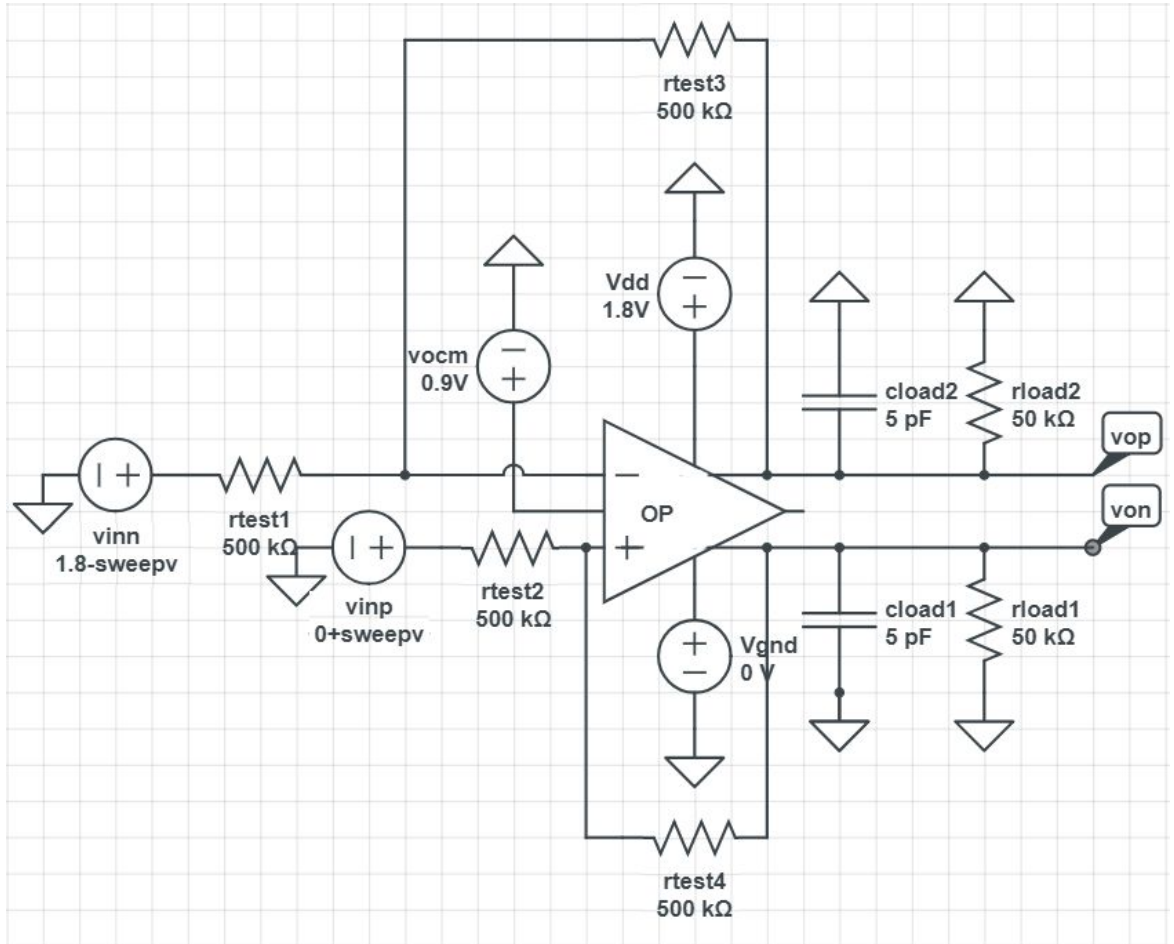 rtest3
500 kΩ
Vdd
1.8V
vocm
0.9V
cload2
5 pF
rload2
50 kΩ
vop
vinn
1.8-sweepv
rtest1
500 kΩ
vinp
0+sweepv
rtest2
500 kΩ
OP
von
Vgnd
0 V
cload1
5 pF
rload1
50 kΩ
rtest4
500 kΩ